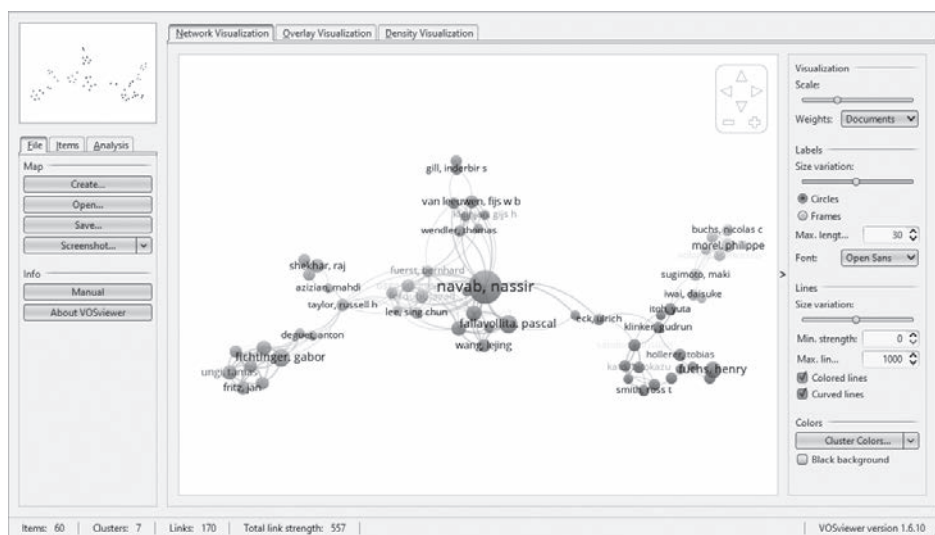 Network Visualization Overlay Visualization Density Visualization
File Items Analysis
Map
Create...
Open...
Save...
Screenshot...
Info
Manual
About VOSviewer
gill, inderbir s
van leeuwen, fijs w b
gijs h
wendler, thomas
buchs, nicolas c
morel, philippe
shekhar, raj
fuerst, bernhard
azizian, mahdi
navab, nassir
sugimoto, maki
iwai, daisuke
taylor, russell h
lee, sing chun
fallavollita, pascal
eck, ulrich
itoh, yuta
klinker, gudrun
deguet, anton
wang, lejing
fichtinger, gabor
hollerer, tobias
ungi, tamas
fuchs, henry
fritz, jan
smith, ross t
Visualization
Scale:
Weights: Documents
Labels
Size variation:
Circles
Frames
Max. lengt... 30
Font: Open Sans
Lines
Size variation:
Min. strength: 0
Max. lin... 1000
Colored lines
Curved lines
Colors
Cluster Colors...
Black background
Items: 60 Clusters: 7 Links: 170 Total link strength: 557 VOSviewer version 1.6.10